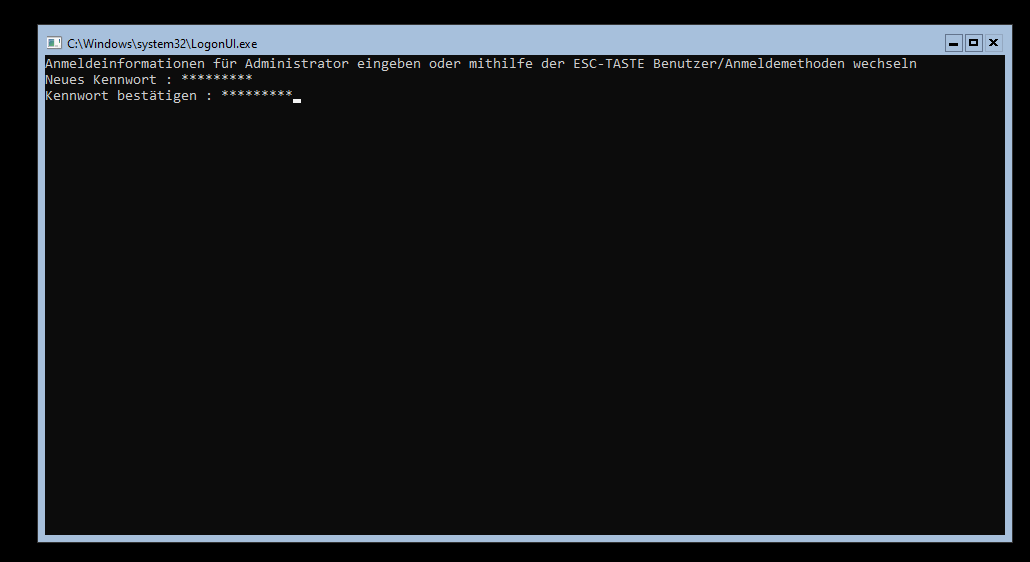 C:\Windows\system32\LogonUI.exe
Anmeldeinformationen für Administrator eingeben oder mithilfe der ESC-TASTE Benutzer/Anmeldemethoden wechseln
Neues Kennwort : *********
Kennwort bestätigen : *********